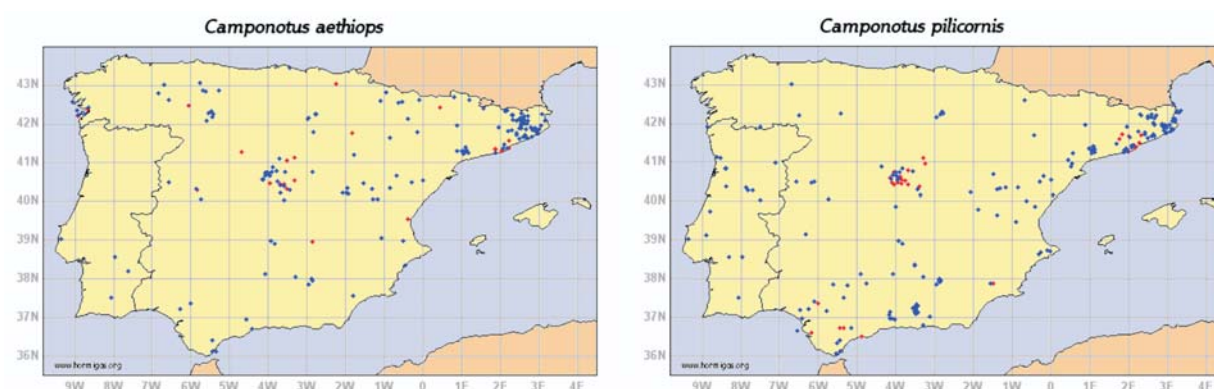 Camponotus aethiops
43N
42N
41N
40N
39N
38N
37N
36N
www.hormigas.org
9W 8W 7W 6W 5W 4W 3W 2W 1W 0 1E 2E 3E 4E
Camponotus pilicornis
43N
42N
41N
40N
39N
38N
37N
36N
www.hormigas.org
9W 8W 7W 6W 5W 4W 3W 2W 1W 0 1E 2E 3E 4E